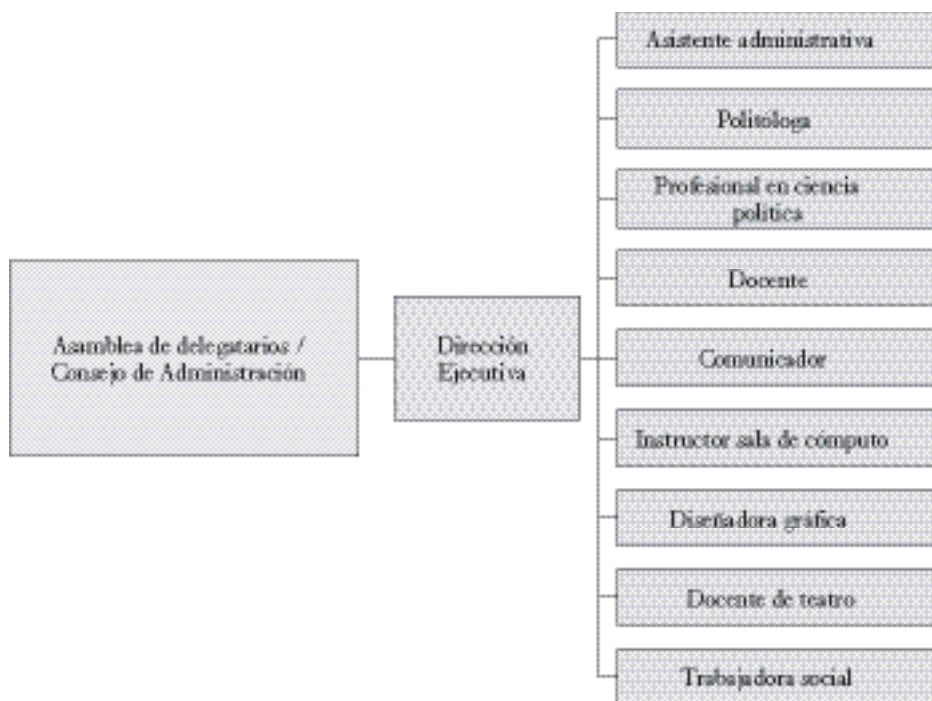 Asamblea de delegatarios /
Consejo de Administración
Dirección
Ejecutiva
Asistente administrativa
Politóloga
Profesional en ciencia
política
Docente
Comunicador
Instructor sala de cómputo
Diseñadora gráfica
Docente de teatro
Trabajadora social